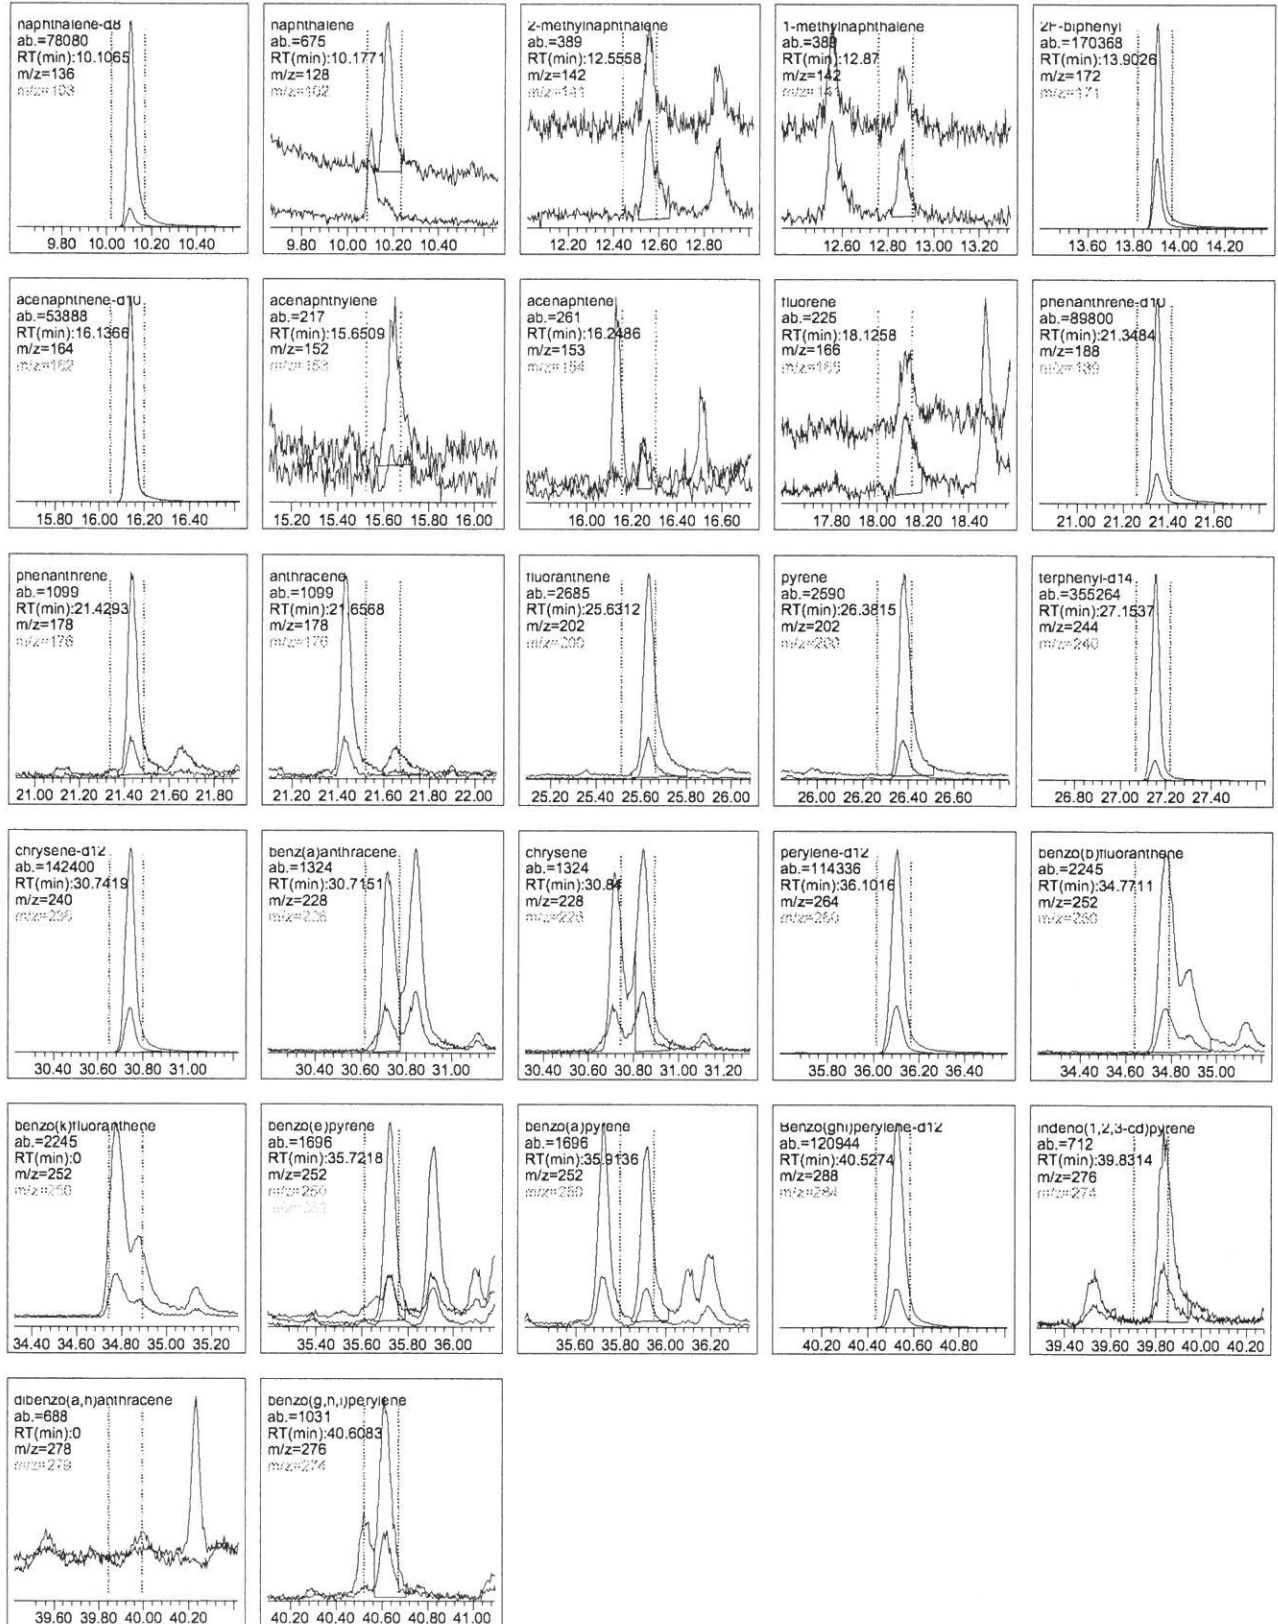 naphthalene-d8
ab.=78080
RT(min):10.1065
m/z=136
9.80 10.00 10.20 10.40
naphthalene
ab.=675
RT(min):10.1771
m/z=128
m/z=102
9.80 10.00 10.20 10.40
2-methylnaphthalene
ab.=389
RT(min):12.5558
m/z=142
m/z=141
12.20 12.40 12.60 12.80
1-methylnaphthalene
ab.=389
RT(min):12.87
m/z=142
m/z=141
12.60 12.80 13.00 13.20
2F-biphenyl
ab.=170368
RT(min):13.9026
m/z=172
m/z=171
13.60 13.80 14.00 14.20
acenaphthene-d10
ab.=53888
RT(min):16.1366
m/z=164
m/z=162
15.80 16.00 16.20 16.40
acenaphthylene
ab.=217
RT(min):15.6509
m/z=152
m/z=153
15.20 15.40 15.60 15.80 16.00
acenaphtene
ab.=261
RT(min):16.2486
m/z=153
m/z=154
16.00 16.20 16.40 16.60
fluorene
ab.=225
RT(min):18.1258
m/z=166
m/z=165
17.80 18.00 18.20 18.40
phenanthrene-d10
ab.=89800
RT(min):21.3484
m/z=188
m/z=189
21.00 21.20 21.40 21.60
phenanthrene
ab.=1099
RT(min):21.4293
m/z=178
m/z=176
21.00 21.20 21.40 21.60 21.80
anthracene
ab.=1099
RT(min):21.6568
m/z=178
m/z=176
21.20 21.40 21.60 21.80 22.00
fluoranthene
ab.=2685
RT(min):25.6312
m/z=202
m/z=200
25.20 25.40 25.60 25.80 26.00
pyrene
ab.=2590
RT(min):26.3815
m/z=202
m/z=200
26.00 26.20 26.40 26.60
terphenyl-d14
ab.=355264
RT(min):27.1537
m/z=244
m/z=240
26.80 27.00 27.20 27.40
chrysene-d12
ab.=142400
RT(min):30.7419
m/z=240
m/z=236
30.40 30.60 30.80 31.00
benz(a)anthracene
ab.=1324
RT(min):30.7151
m/z=228
m/z=226
30.40 30.60 30.80 31.00
chrysene
ab.=1324
RT(min):30.84
m/z=228
m/z=226
30.40 30.60 30.80 31.00 31.20
perylene-d12
ab.=114336
RT(min):36.1016
m/z=264
m/z=260
35.80 36.00 36.20 36.40
benzo(b)fluoranthene
ab.=2245
RT(min):34.7711
m/z=252
m/z=250
34.40 34.60 34.80 35.00
benzo(k)fluoranthene
ab.=2245
RT(min):0
m/z=252
m/z=250
34.40 34.60 34.80 35.00 35.20
benzo(e)pyrene
ab.=1696
RT(min):35.7218
m/z=252
m/z=250
35.40 35.60 35.80 36.00
benzo(a)pyrene
ab.=1696
RT(min):35.9136
m/z=252
m/z=250
35.60 35.80 36.00 36.20
Benzo(ghi)perylene-d12
ab.=120944
RT(min):40.5274
m/z=288
m/z=284
40.20 40.40 40.60 40.80
indeno(1,2,3-cd)pyrene
ab.=712
RT(min):39.8314
m/z=276
m/z=274
39.40 39.60 39.80 40.00 40.20
dibenzo(a,h)anthracene
ab.=688
RT(min):0
m/z=278
m/z=279
39.60 39.80 40.00 40.20
benzo(g,h,i)perylene
ab.=1031
RT(min):40.6083
m/z=276
m/z=274
40.20 40.40 40.60 40.80 41.00